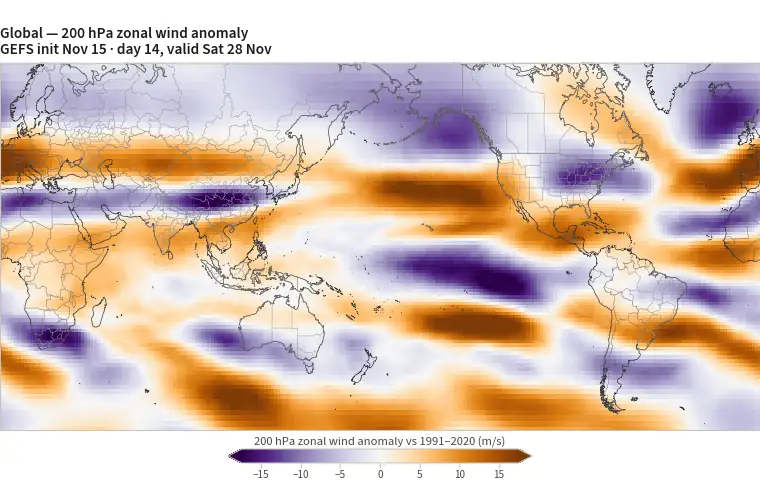 Global — 200 hPa zonal wind anomaly
GEFS init Nov 15 · day 14, valid Sat 28 Nov
200 hPa zonal wind anomaly vs 1991–2020 (m/s)
−15 −10 −5 0 5 10 15